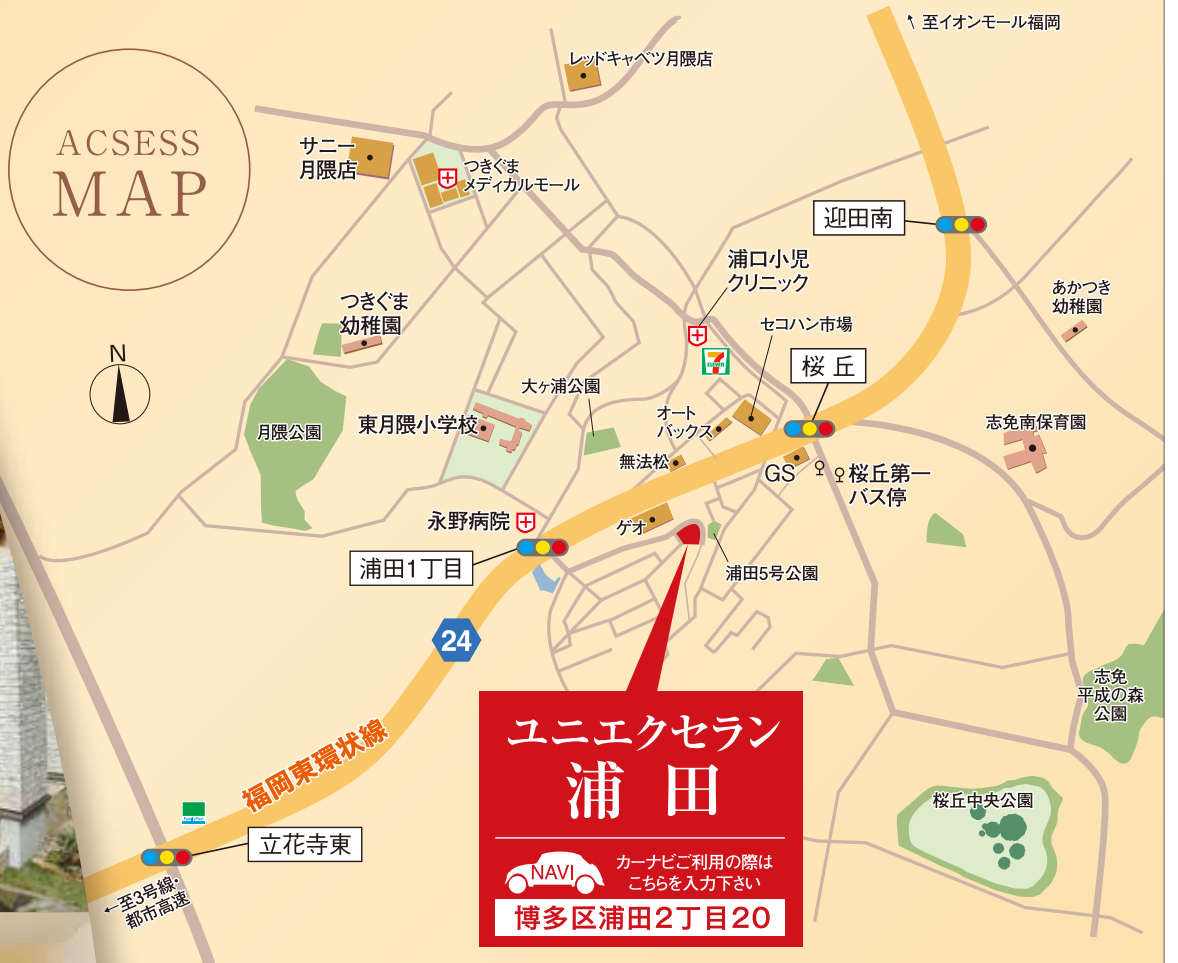 ACSESS
MAP
↑至イオンモール福岡
レッドキャベツ月隈店
サニー
月隈店
つきぐま
メディカルモール
迎田南
浦口小児
クリニック
あかつき
幼稚園
つきぐま
幼稚園
セコハン市場
N
7
ELEVEN
桜丘
大ヶ浦公園
オート
バックス
月隈公園
東月隈小学校
志免南保育園
無法松
GS
桜丘第一
バス停
永野病院
ゲオ
浦田1丁目
浦田5号公園
24
志免
平成の森
公園
福岡東環状線
ユニエクセラン
浦田
桜丘中央公園
FamilyMart
立花寺東
NAVI
カーナビご利用の際は
こちらを入力下さい
←至3号線・
都市高速
博多区浦田2丁目20